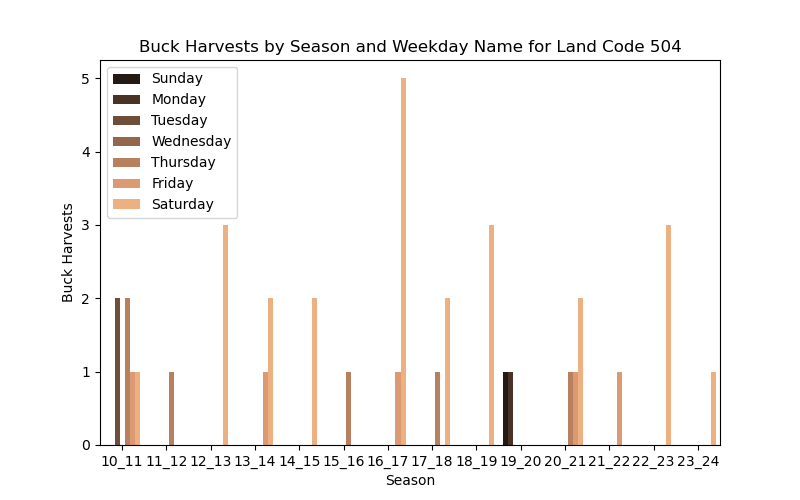 Buck Harvests by Season and Weekday Name for Land Code 504
Sunday
Monday
Tuesday
Wednesday
Thursday
Friday
Saturday
5
4
3
2
1
0
Buck Harvests
10_11 11_12 12_13 13_14 14_15 15_16 16_17 17_18 18_19 19_20 20_21 21_22 22_23 23_24
Season